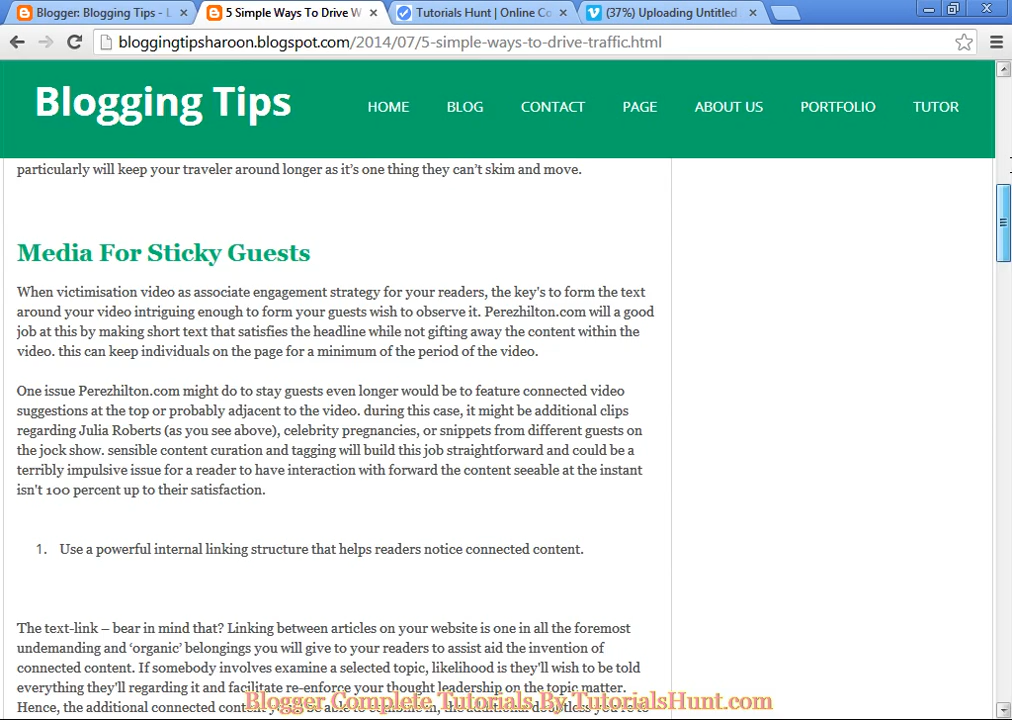 Blogger: Blogging Tips - L
5 Simple Ways To Drive W
Tutorials Hunt | Online Co
(37%) Uploading Untitled
bloggingtipsharoon.blogspot.com/2014/07/5-simple-ways-to-drive-traffic.html
Blogging Tips
HOME BLOG CONTACT PAGE ABOUT US PORTFOLIO TUTOR
particularly will keep your traveler around longer as it's one thing they can't skim and move.
Media For Sticky Guests
When victimisation video as associate engagement strategy for your readers, the key's to form the text
around your video intriguing enough to form your guests wish to observe it. Perezhilton.com will a good
job at this by making short text that satisfies the headline while not gifting away the content within the
video. this can keep individuals on the page for a minimum of the period of the video.
One issue Perezhilton.com might do to stay guests even longer would be to feature connected video
suggestions at the top or probably adjacent to the video. during this case, it might be additional clips
regarding Julia Roberts (as you see above), celebrity pregnancies, or snippets from different guests on
the jock show. sensible content curation and tagging will build this job straightforward and could be a
terribly impulsive issue for a reader to have interaction with forward the content seeable at the instant
isn't 100 percent up to their satisfaction.
1. Use a powerful internal linking structure that helps readers notice connected content.
The text-link – bear in mind that? Linking between articles on your website is one in all the foremost
undemanding and ‘organic’ belongings you will give to your readers to assist aid the invention of
connected content. If somebody involves examine a selected topic, likelihood is they'll wish to be told
everything they'll regarding it and facilitate re-enforce your thought leadership on the topic matter.
Hence, the additional connected
Blogger Complete Tutorials By TutorialsHunt.com